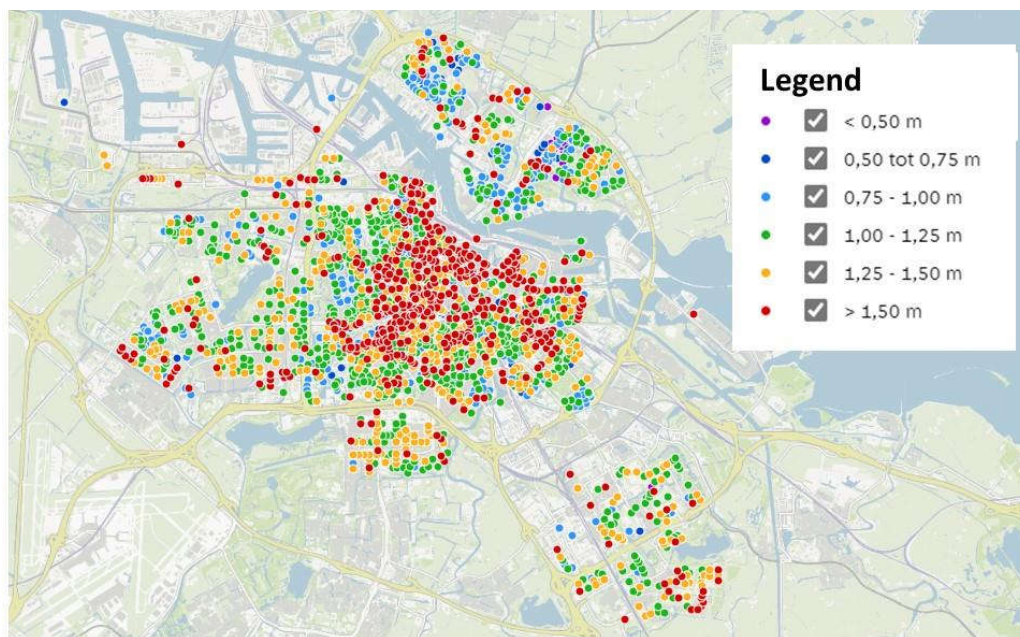 Legend
< 0,50 m
0,50 tot 0,75 m
0,75 - 1,00 m
1,00 - 1,25 m
1,25 - 1,50 m
> 1,50 m